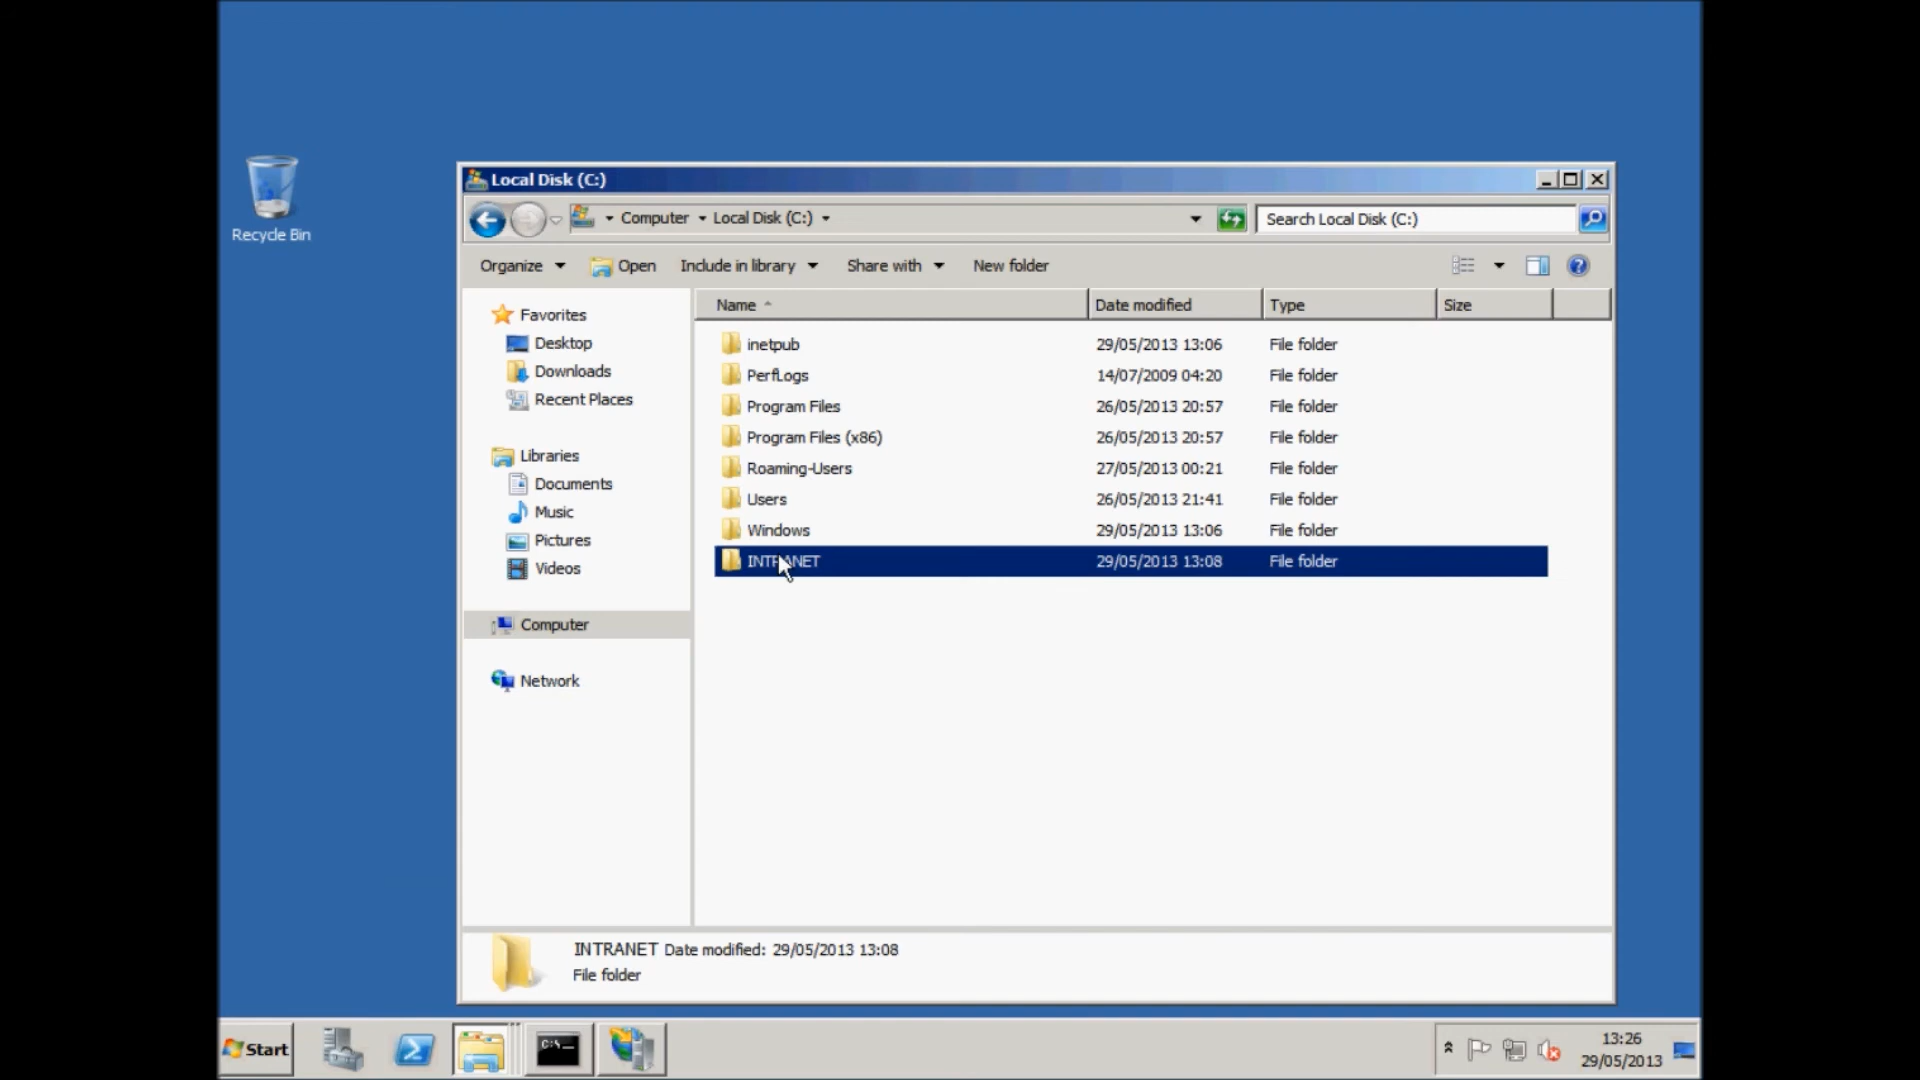 Recycle Bin
Local Disk (C:)
Computer Local Disk (C:)
Search Local Disk (C:)
Organize Open Include in library Share with New folder
Favorites
Desktop
Downloads
Recent Places
Libraries
Documents
Music
Pictures
Videos
Computer
Network
Name Date modified Type Size
inetpub 29/05/2013 13:06 File folder
PerfLogs 14/07/2009 04:20 File folder
Program Files 26/05/2013 20:57 File folder
Program Files (x86) 26/05/2013 20:57 File folder
Roaming-Users 27/05/2013 00:21 File folder
Users 26/05/2013 21:41 File folder
Windows 29/05/2013 13:06 File folder
INTRANET 29/05/2013 13:08 File folder
INTRANET Date modified: 29/05/2013 13:08
File folder
Start
C:\
13:26
29/05/2013